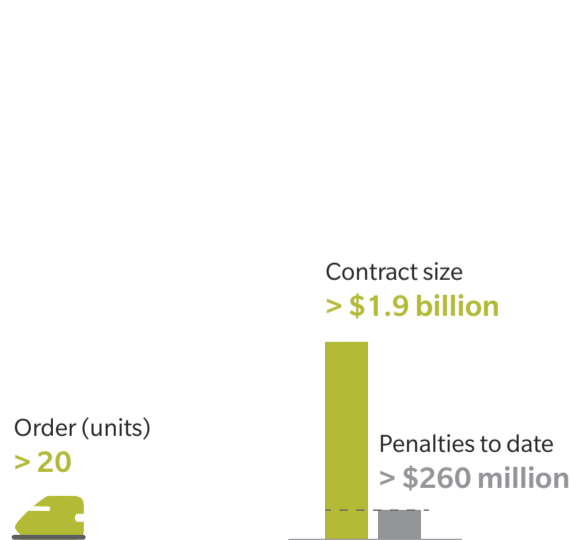 Contract size
> $1.9 billion
Order (units)
> 20
Penalties to date
> $260 million